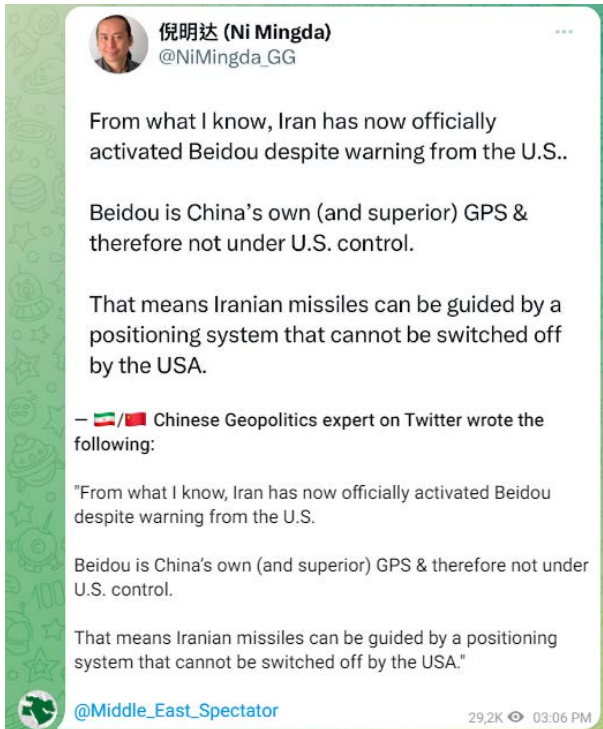 倪明达 (Ni Mingda)
@NiMingda_GG
From what I know, Iran has now officially
activated Beidou despite warning from the U.S..
Beidou is China's own (and superior) GPS &
therefore not under U.S. control.
That means Iranian missiles can be guided by a
positioning system that cannot be switched off
by the USA.
– 🇮🇷/🇨🇳 Chinese Geopolitics expert on Twitter wrote the
following:
"From what I know, Iran has now officially activated Beidou
despite warning from the U.S.
Beidou is China's own (and superior) GPS & therefore not under
U.S. control.
That means Iranian missiles can be guided by a positioning
system that cannot be switched off by the USA."
@Middle_East_Spectator
29,2K 03:06 PM